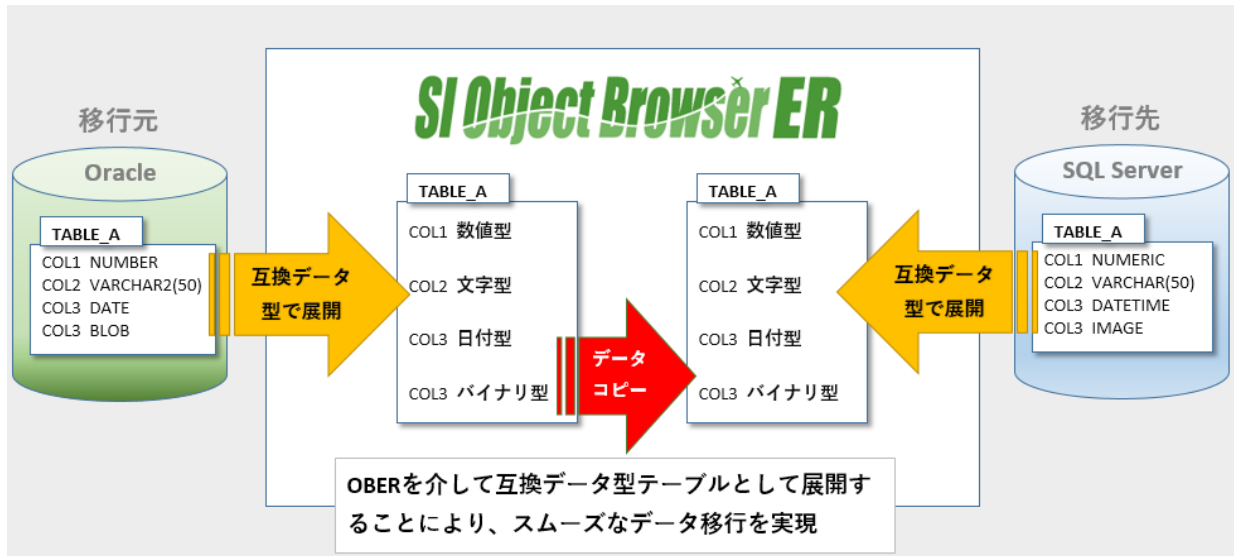 SI Object Browser ER
移行元
Oracle
TABLE_A
COL1 NUMBER
COL2 VARCHAR2(50)
COL3 DATE
COL3 BLOB
互換データ
型で展開
TABLE_A
COL1 数値型
COL2 文字型
COL3 日付型
COL3 バイナリ型
データ
コピー
TABLE_A
COL1 数値型
COL2 文字型
COL3 日付型
COL3 バイナリ型
互換データ
型で展開
移行先
SQL Server
TABLE_A
COL1 NUMERIC
COL2 VARCHAR(50)
COL3 DATETIME
COL3 IMAGE
OBERを介して互換データ型テーブルとして展開す
ることにより、スムーズなデータ移行を実現